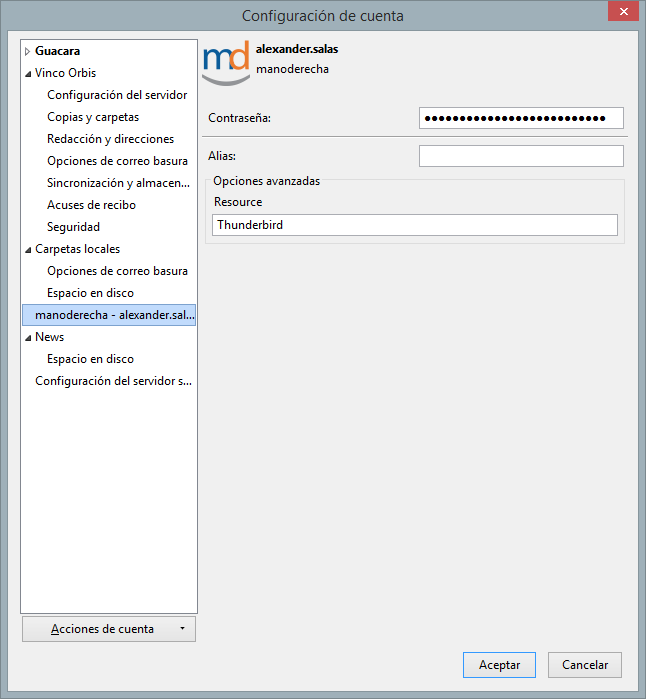 Configuración de cuenta
Guacara
Vinco Orbis
Configuración del servidor
Copias y carpetas
Redacción y direcciones
Opciones de correo basura
Sincronización y almacen...
Acuses de recibo
Seguridad
Carpetas locales
Opciones de correo basura
Espacio en disco
manoderecha - alexander.sal...
News
Espacio en disco
Configuración del servidor s...
Acciones de cuenta
md
alexander.salas
manoderecha
Contraseña:
Alias:
Opciones avanzadas
Resource
Thunderbird
Aceptar
Cancelar